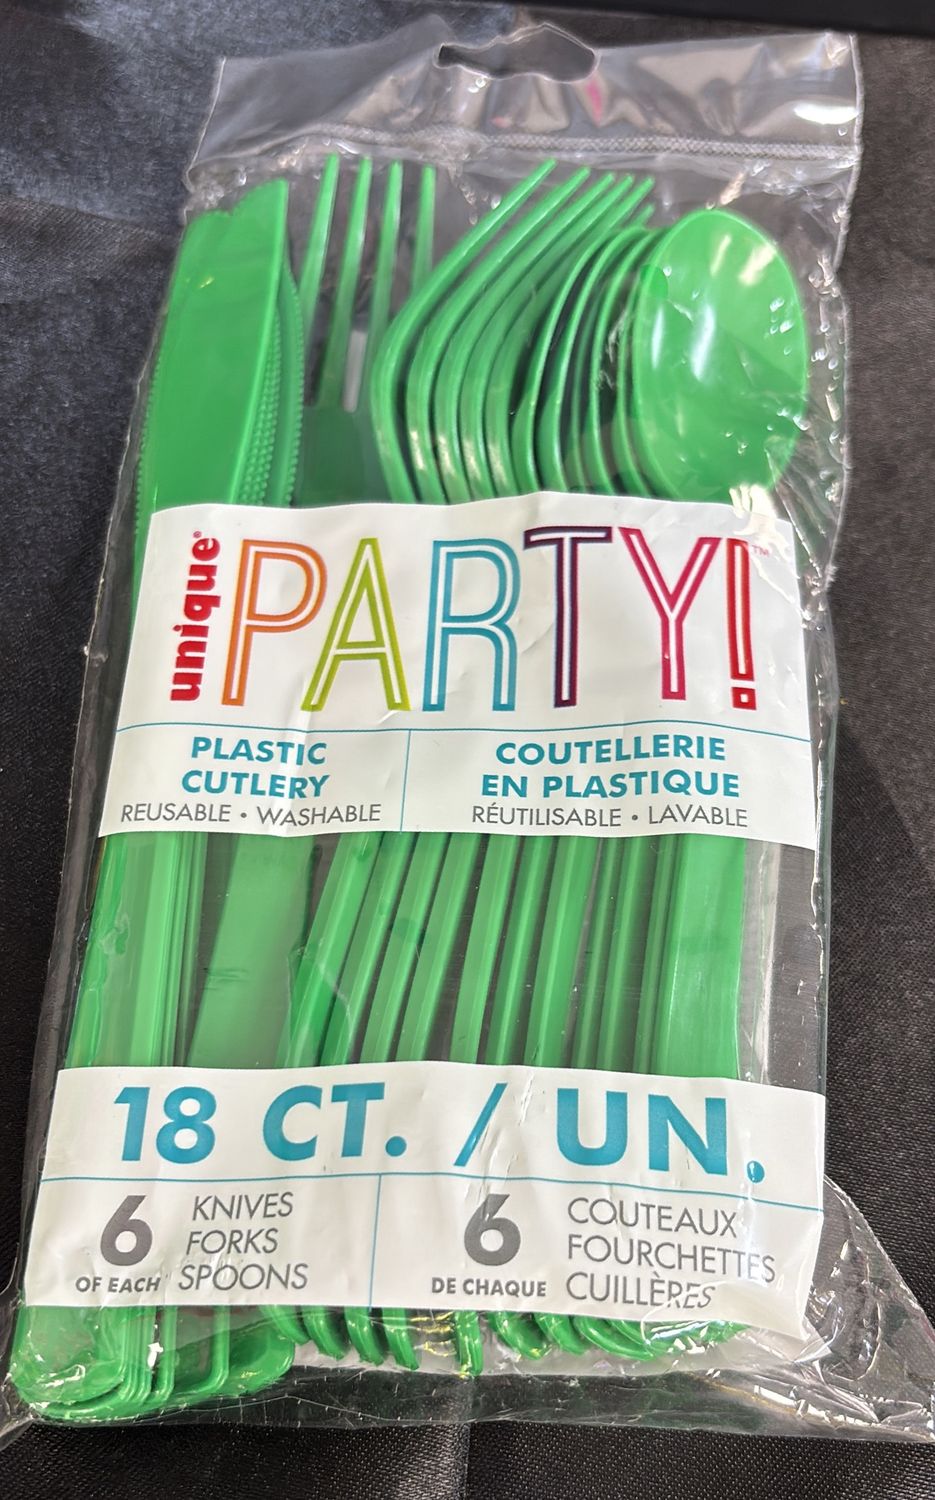 unique®
PARTY!™
PLASTIC
CUTLERY
REUSABLE • WASHABLE
COUTELLERIE
EN PLASTIQUE
RÉUTILISABLE • LAVABLE
18 CT. / UN.
6
OF EACH
KNIVES
FORKS
SPOONS
6
DE CHAQUE
COUTEAUX
FOURCHETTES
CUILLÈRES